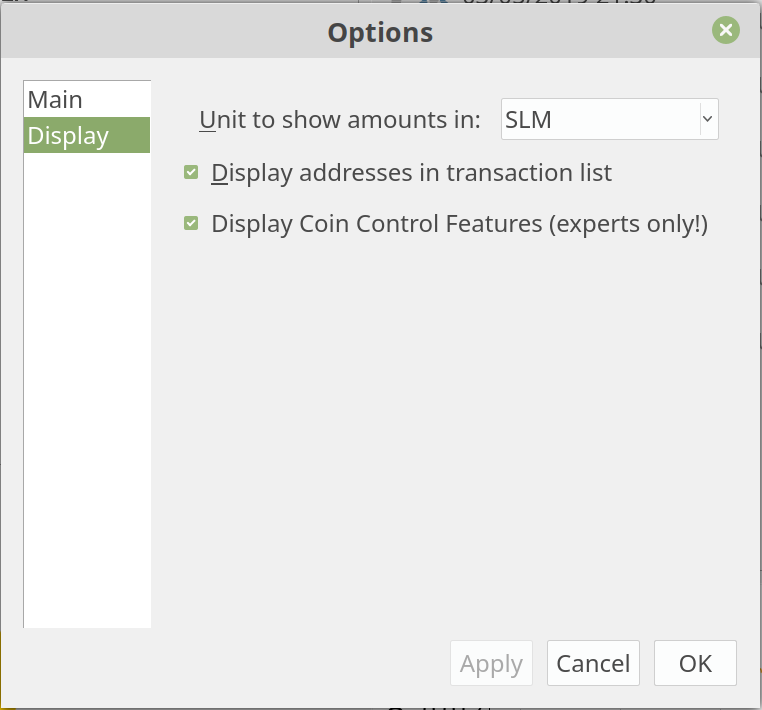 Options
Main
Display
Unit to show amounts in: SLM
Display addresses in transaction list
Display Coin Control Features (experts only!)
Apply Cancel OK